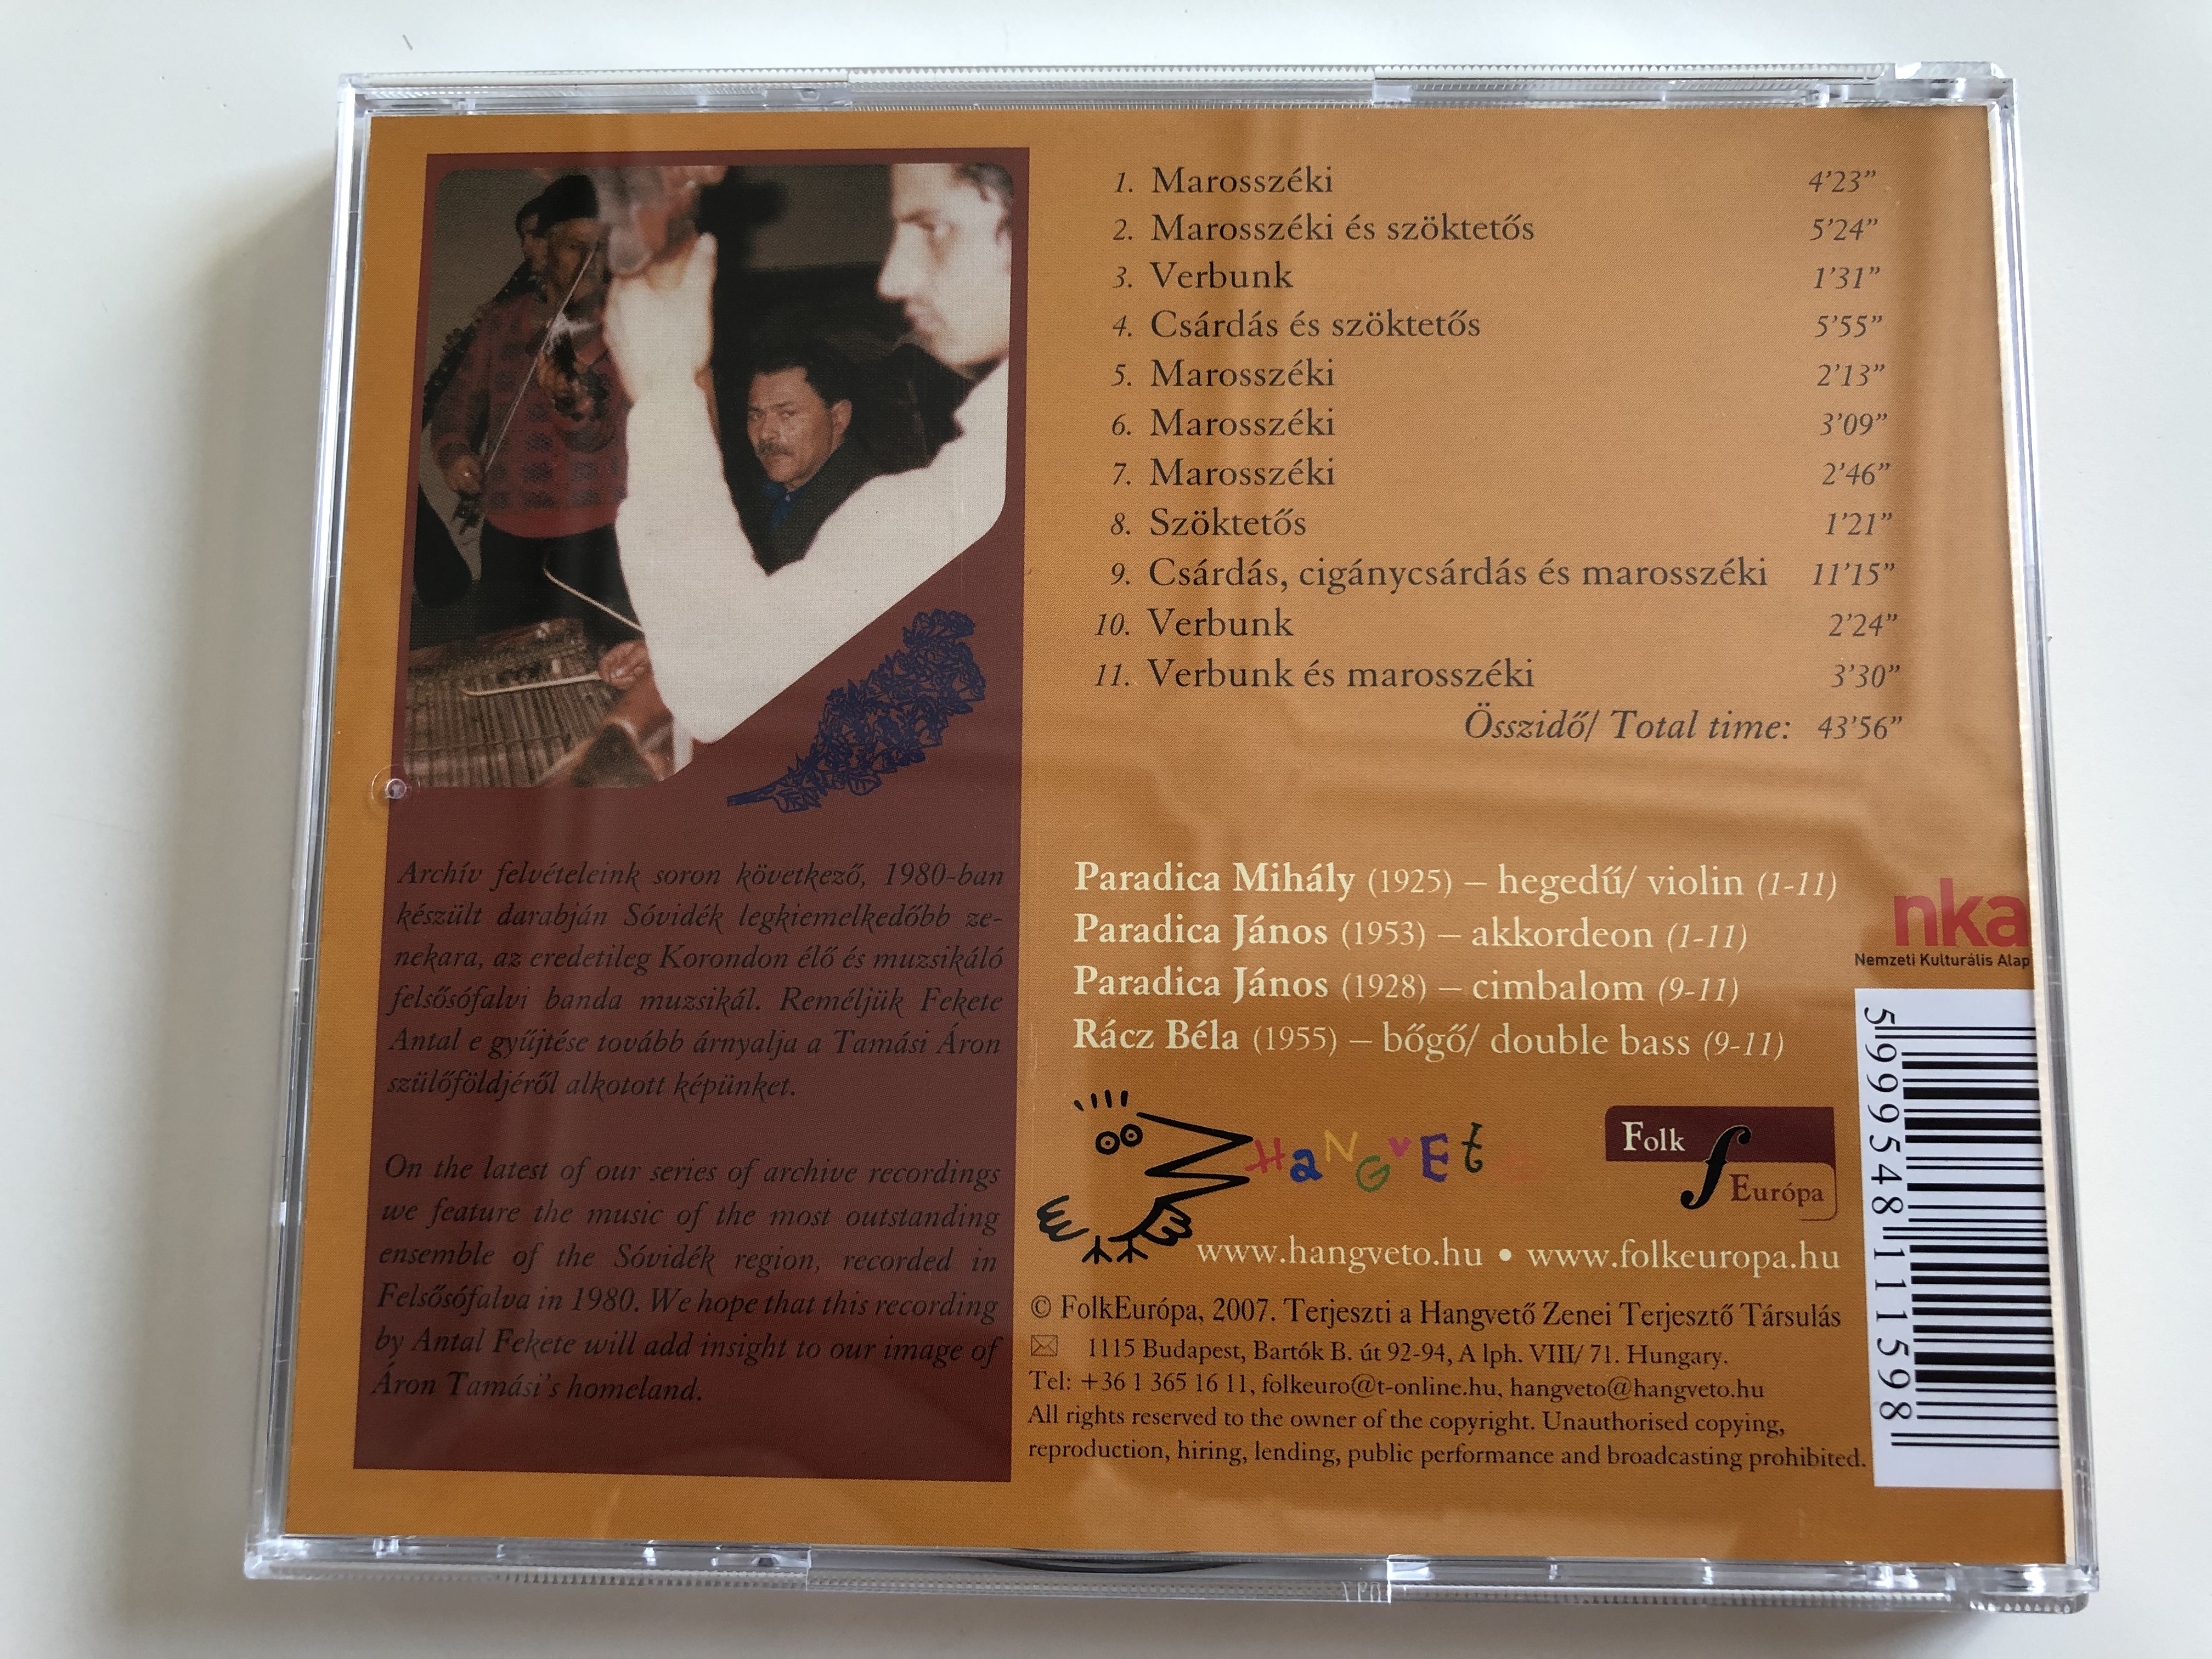 1. Marosszéki 4’23”
2. Marosszéki és szöktetős 5’24”
3. Verbunk 1’31”
4. Csárdás és szöktetős 5’55”
5. Marosszéki 2’13”
6. Marosszéki 3’09”
7. Marosszéki 2’46”
8. Szöktetős 1’21”
9. Csárdás, cigánycsárdás és marosszéki 11’15”
10. Verbunk 2’24”
11. Verbunk és marosszéki 3’30”
Összidő/ Total time: 43’56”
Archív felvételeink soron következő, 1980-ban
készült darabján Sóvidék legkiemelkedőbb ze-
nekara, az eredetileg Korondon élő és muzsikáló
felsősófalvi banda muzsikál. Reméljük Fekete
Antal e gyűjtése tovább árnyalja a Tamási Áron
szülőföldjéről alkotott képünket.
On the latest of our series of archive recordings
we feature the music of the most outstanding
ensemble of the Sóvidék region, recorded in
Felsősófalva in 1980. We hope that this recording
by Antal Fekete will add insight to our image of
Áron Tamási’s homeland.
Paradica Mihály (1925) – hegedű/ violin (1-11)
Paradica János (1953) – akkordeon (1-11)
Paradica János (1928) – cimbalom (9-11)
Rácz Béla (1955) – bőgő/ double bass (9-11)
nka
Nemzeti Kulturális Alap
HaNGvEtő
Folk
Európa
www.hangveto.hu • www.folkeuropa.hu
© FolkEurópa, 2007. Terjeszti a Hangvető Zenei Terjesztő Társulás
1115 Budapest, Bartók B. út 92-94, A lph. VIII/ 71. Hungary.
Tel: +36 1 365 16 11, folkeuro@t-online.hu, hangveto@hangveto.hu
All rights reserved to the owner of the copyright. Unauthorised copying,
reproduction, hiring, lending, public performance and broadcasting prohibited.
5999548111598